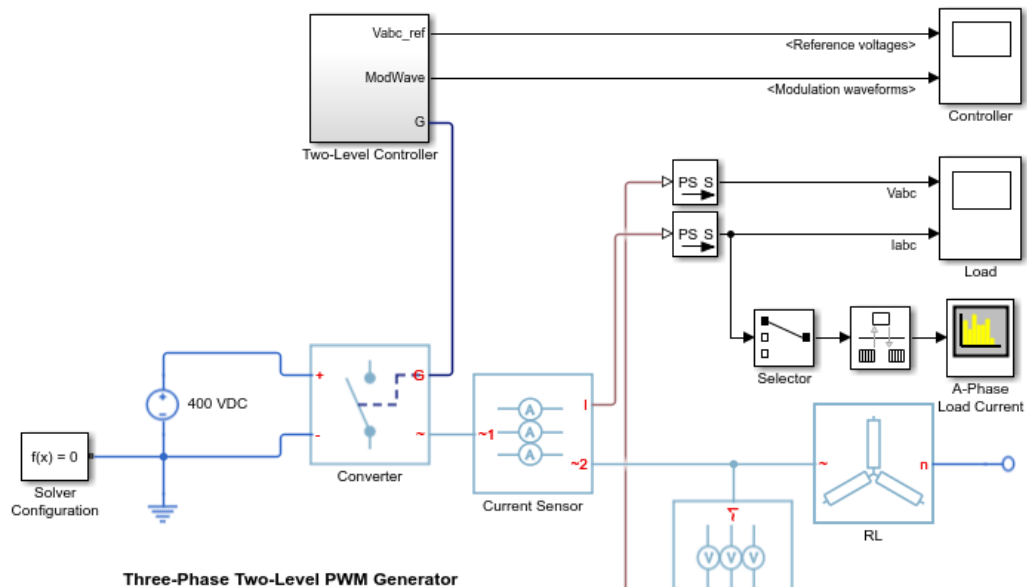 Vabc_ref
<Reference voltages>
ModWave
<Modulation waveforms>
G
Two-Level Controller
Controller
PS S
Vabc
PS S
Iabc
Load
Selector
A-Phase
Load Current
+
G
400 VDC
-
~
Converter
I
~1
A
A
A
~2
Current Sensor
~
n
RL
f(x) = 0
Solver
Configuration
~1
V V V
Three-Phase Two-Level PWM Generator